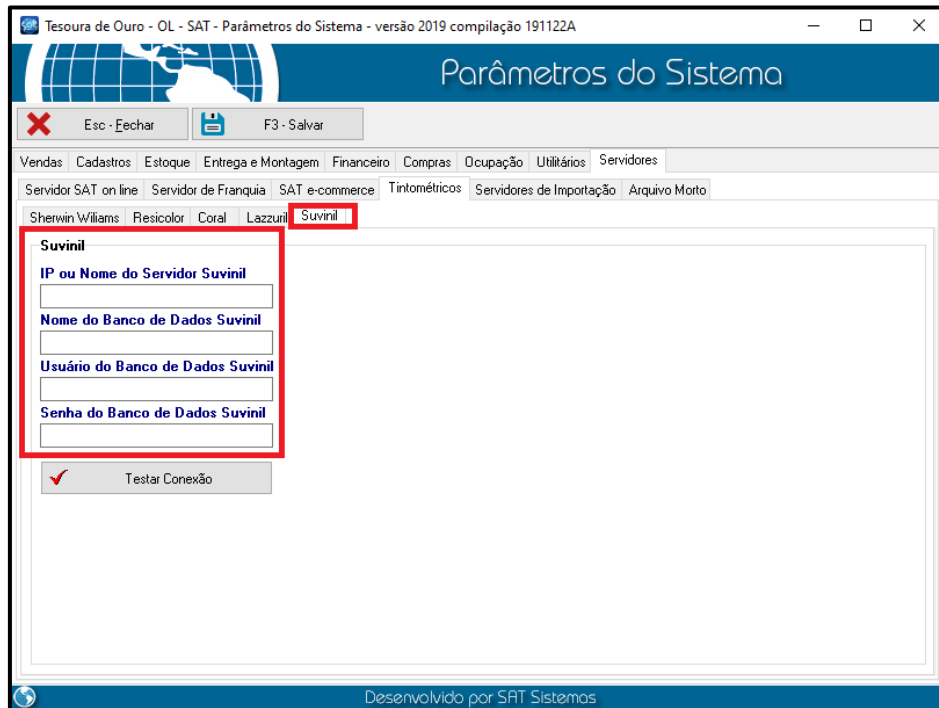 Tesoura de Ouro - OL - SAT - Parâmetros do Sistema - versão 2019 compilação 191122A
Parâmetros do Sistema
Esc - Fechar F3 - Salvar
Vendas Cadastros Estoque Entrega e Montagem Financeiro Compras Ocupação Utilitários Servidores
Servidor SAT on line Servidor de Franquia SAT e-commerce Tintométricos Servidores de Importação Arquivo Morto
Sherwin Wiliams Resicolor Coral Lazzuril Suvinil
Suvinil
IP ou Nome do Servidor Suvinil
Nome do Banco de Dados Suvinil
Usuário do Banco de Dados Suvinil
Senha do Banco de Dados Suvinil
Testar Conexão
Desenvolvido por SAT Sistemas